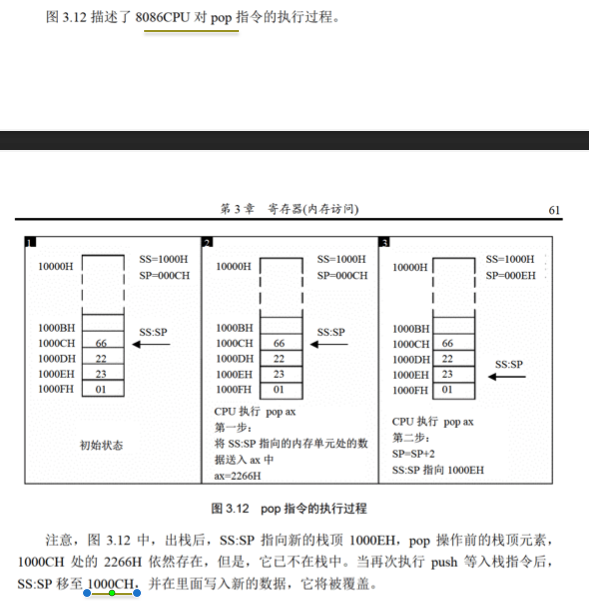 图 3.12 描述了 8086CPU 对 pop 指令的执行过程。
第 3 章 寄存器(内存访问) 61
1
10000H
SS=1000H
SP=000CH
1000BH
1000CH 66
SS:SP
1000DH 22
1000EH 23
1000FH 01
初始状态
2
10000H
SS=1000H
SP=000CH
1000BH
1000CH 66
SS:SP
1000DH 22
1000EH 23
1000FH 01
CPU 执行 pop ax
第一步：
将 SS:SP 指向的内存单元处的数
据送入 ax 中
ax=2266H
3
10000H
SS=1000H
SP=000EH
1000BH
1000CH 66
1000DH 22
SS:SP
1000EH 23
1000FH 01
CPU 执行 pop ax
第二步：
SP=SP+2
SS:SP 指向 1000EH
图 3.12 pop 指令的执行过程
注意，图 3.12 中，出栈后，SS:SP 指向新的栈顶 1000EH，pop 操作前的栈顶元素，
1000CH 处的 2266H 依然存在，但是，它已不在栈中。当再次执行 push 等入栈指令后，
SS:SP 移至 1000CH，并在里面写入新的数据，它将被覆盖。